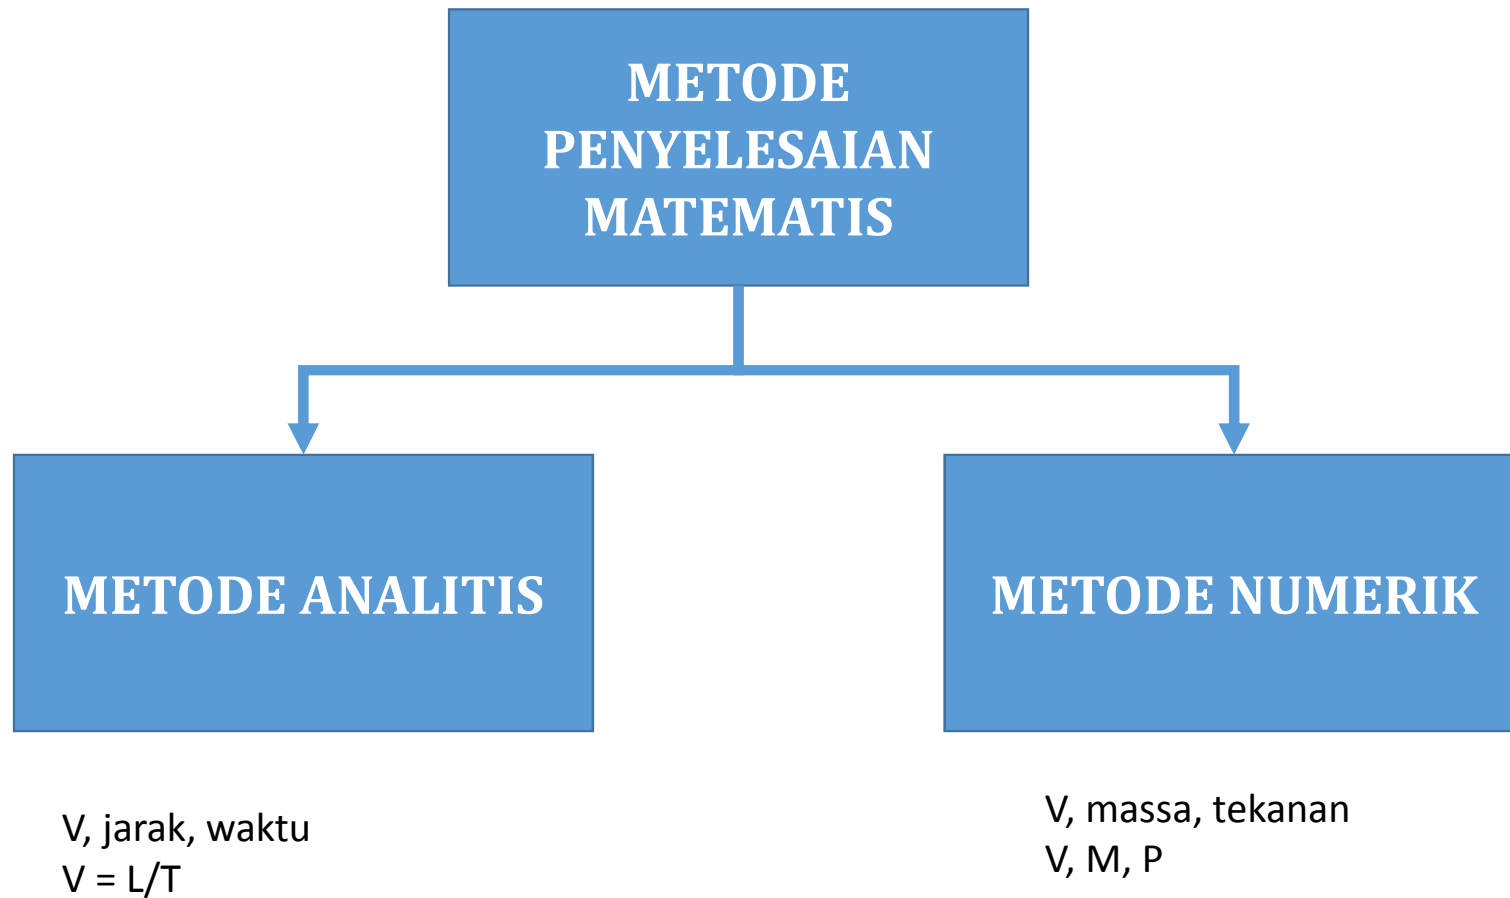 METODE
PENYELESAIAN
MATEMATIS
METODE ANALITIS
METODE NUMERIK
V, jarak, waktu
V = L/T
V, massa, tekanan
V, M, P